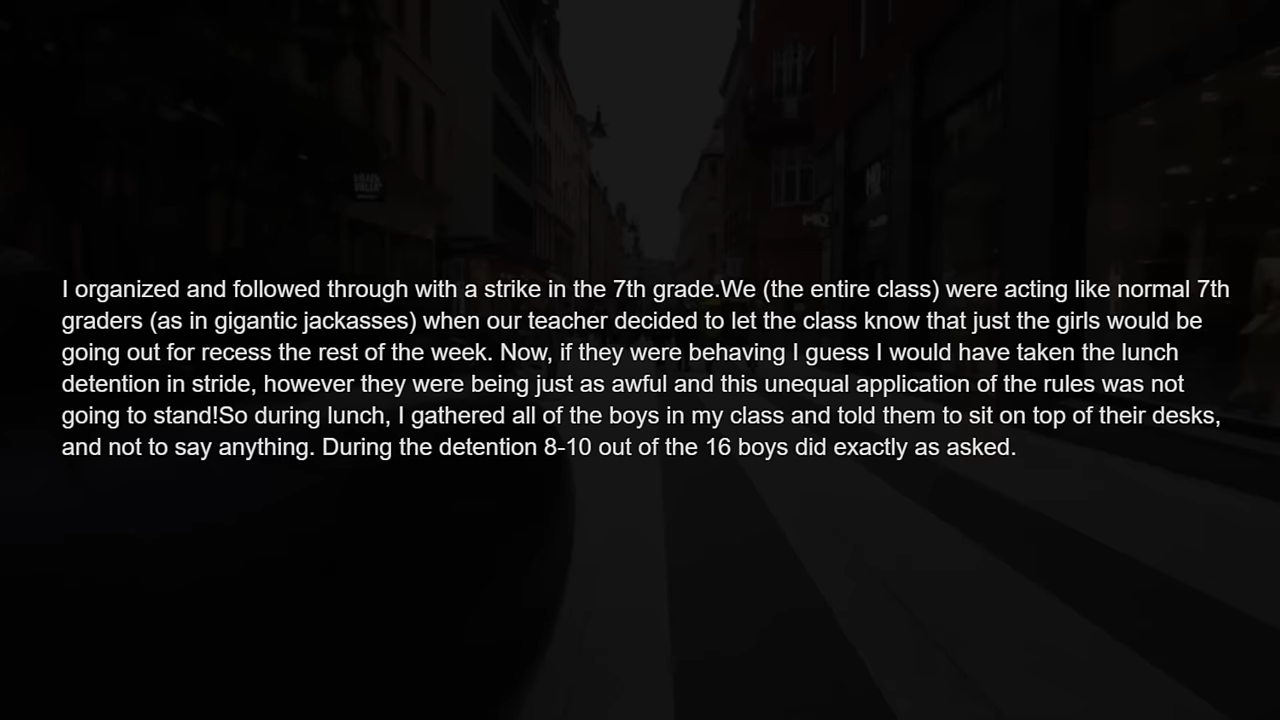 I organized and followed through with a strike in the 7th grade.We (the entire class) were acting like normal 7th
graders (as in gigantic jackasses) when our teacher decided to let the class know that just the girls would be
going out for recess the rest of the week. Now, if they were behaving I guess I would have taken the lunch
detention in stride, however they were being just as awful and this unequal application of the rules was not
going to stand!So during lunch, I gathered all of the boys in my class and told them to sit on top of their desks,
and not to say anything. During the detention 8-10 out of the 16 boys did exactly as asked.